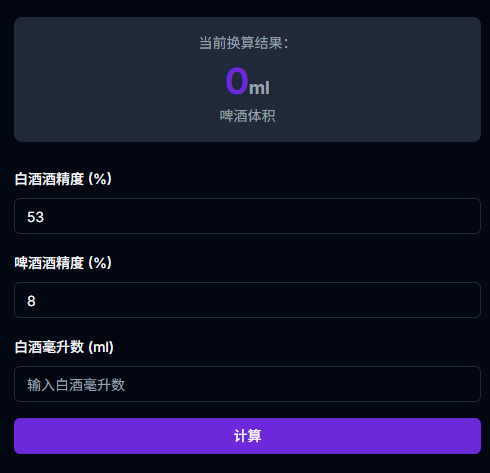 当前换算结果：
0ml
啤酒体积
白酒酒精度 (%)
53
啤酒酒精度 (%)
8
白酒毫升数 (ml)
输入白酒毫升数
计算